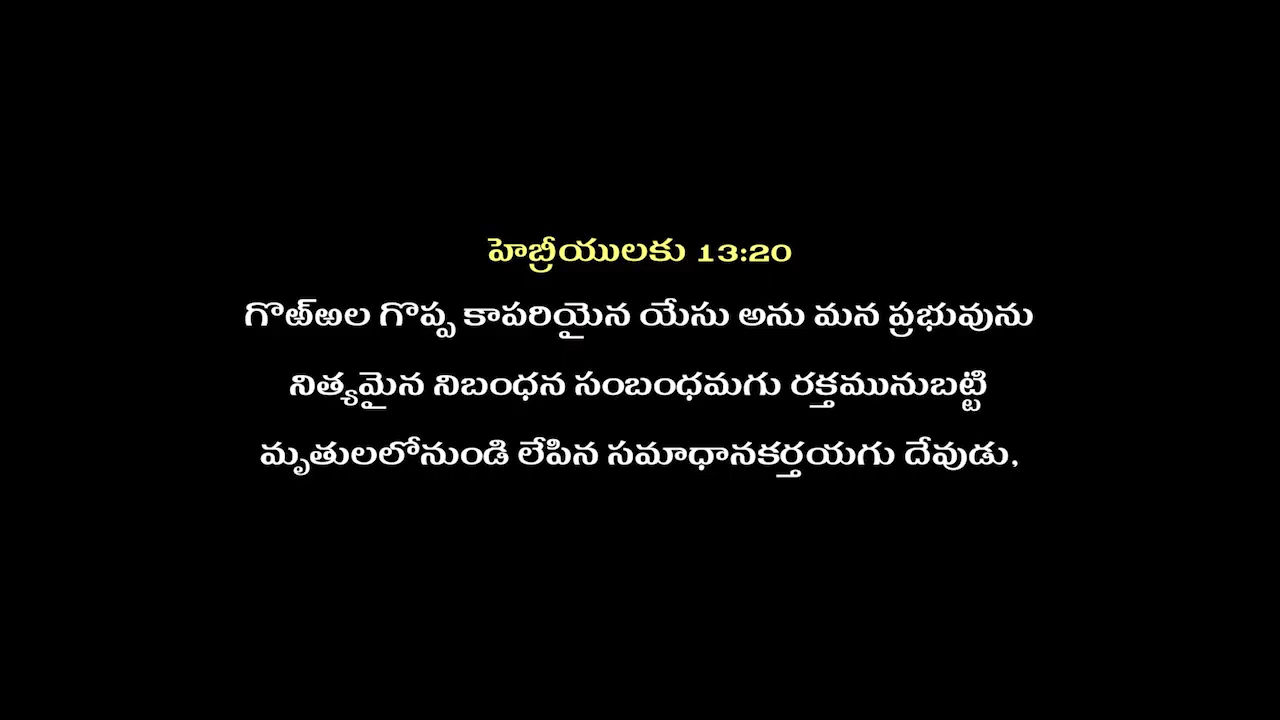 హెబ్రీయులకు 13:20
గొఱ్ఱల గొప్ప కాపరియైన యేసు అను మన ప్రభువును
నిత్యమైన నిబంధన సంబంధమగు రక్తమునుబట్టి
మృతులలోనుండి లేపిన సమాధానకర్తయగు దేవుడు,